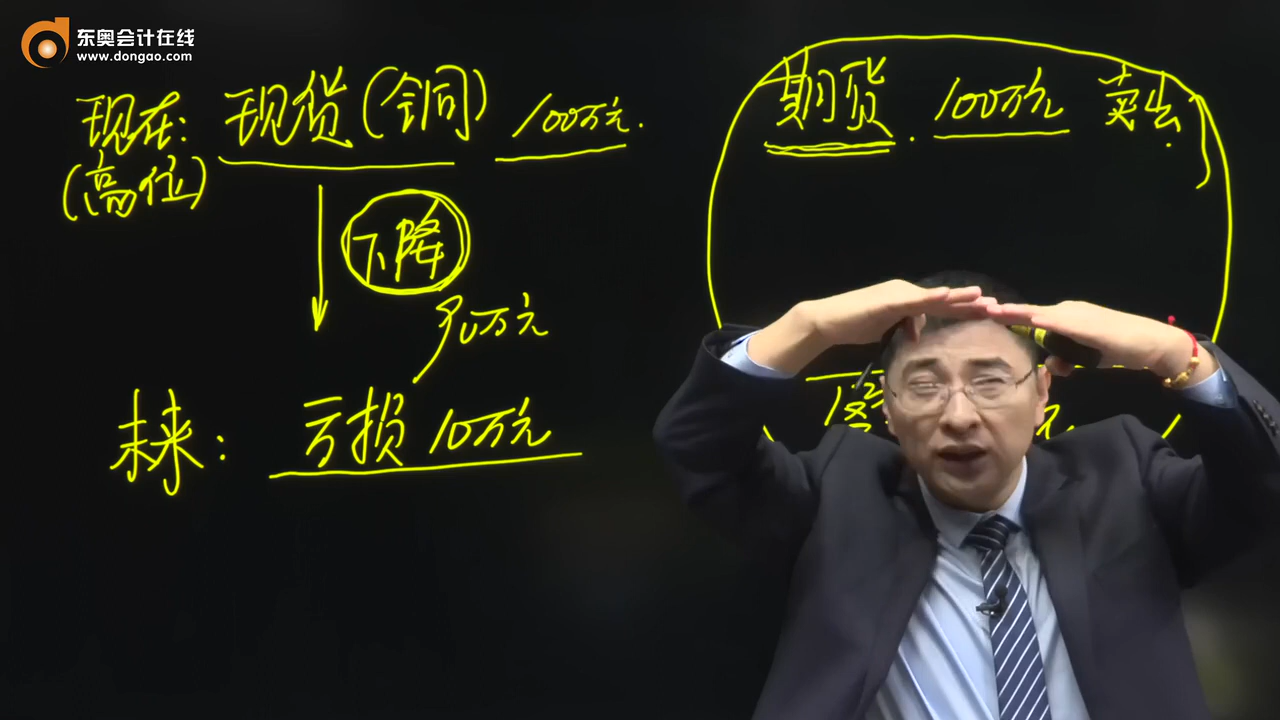 东奥会计在线
www.dongao.com
现在: 现货(铜) 100万元.
(高位)
期货. 100万元 卖出.
下降
90万元
未来: 亏损 10万元